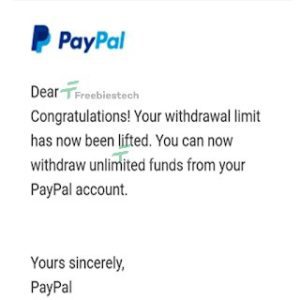 PayPal
Dear Freebiestech
Congratulations! Your withdrawal limit
has now been lifted. You can now
withdraw unlimited funds from your
PayPal account.
Yours sincerely,
PayPal